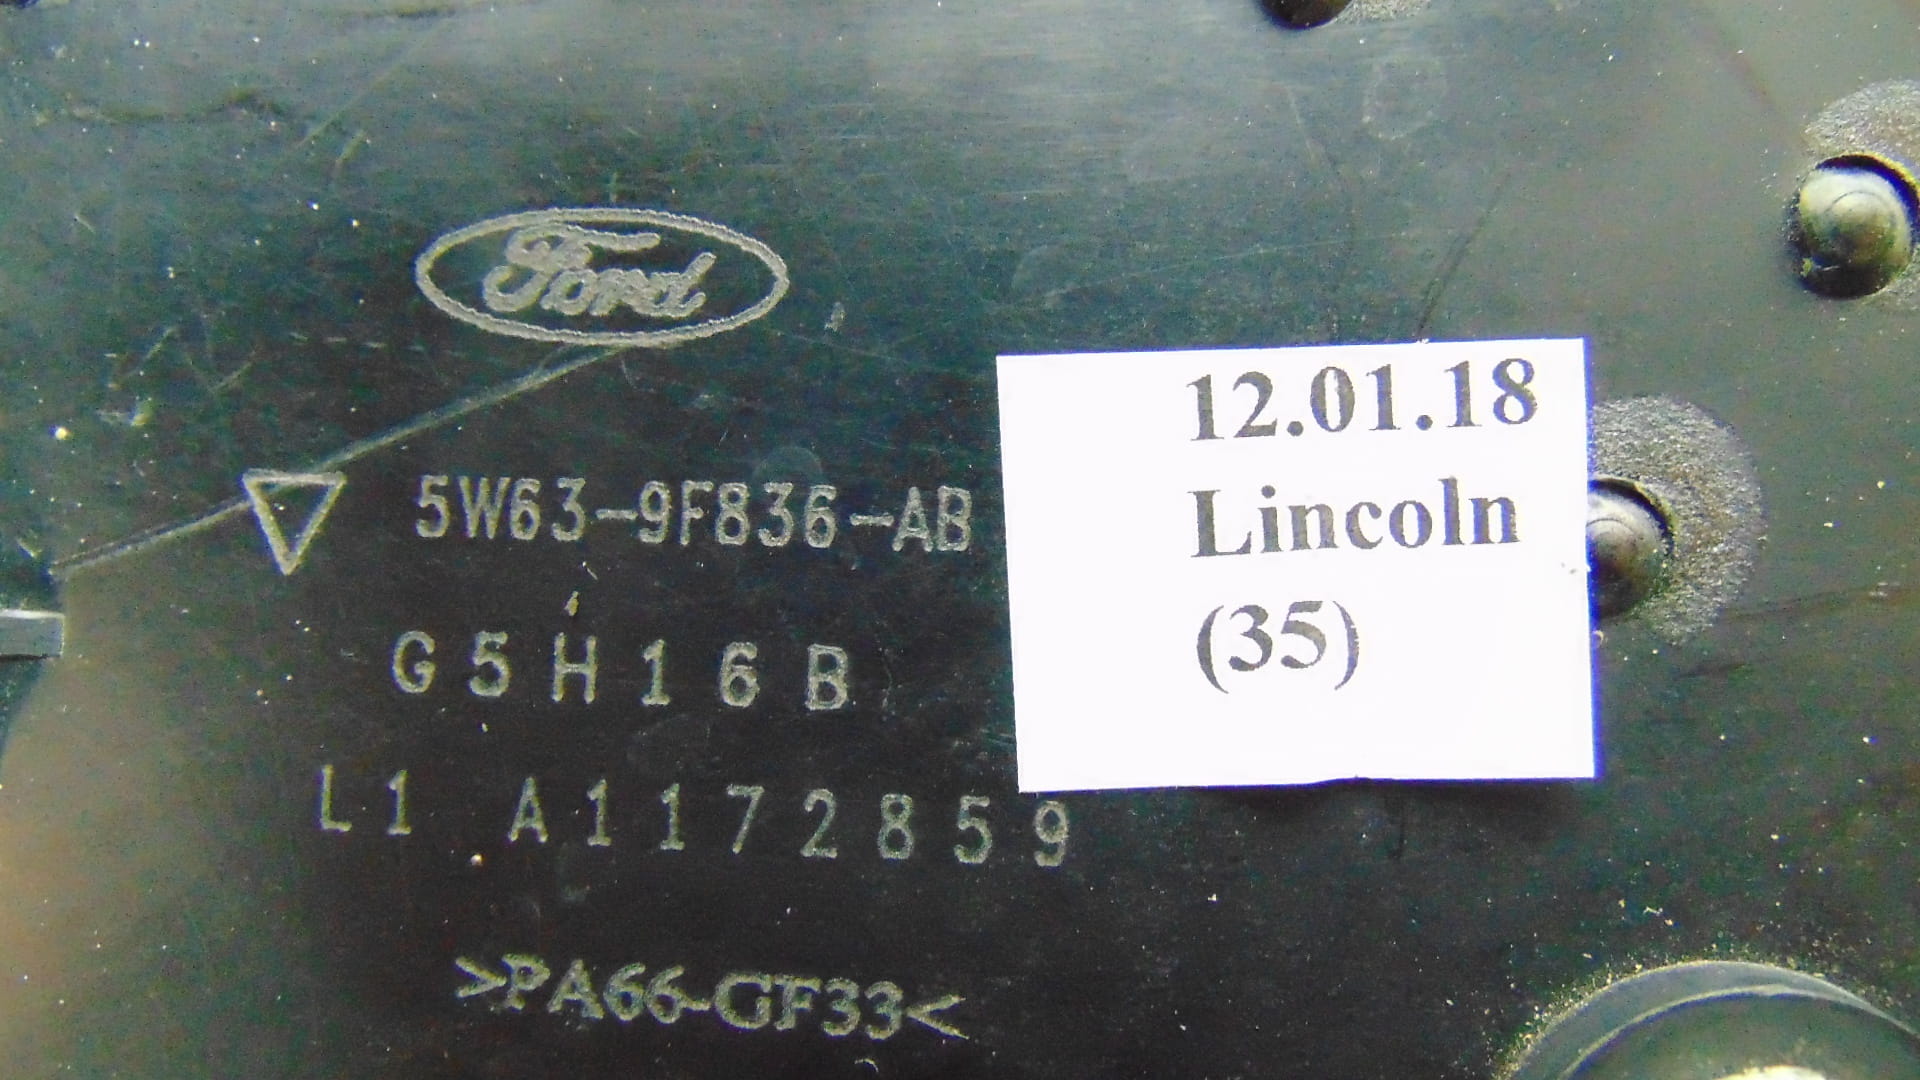 Ford
5W63-9F836-AB
G5H16B
L1 A1172859
>PA66-GF33<
12.01.18
Lincoln
(35)